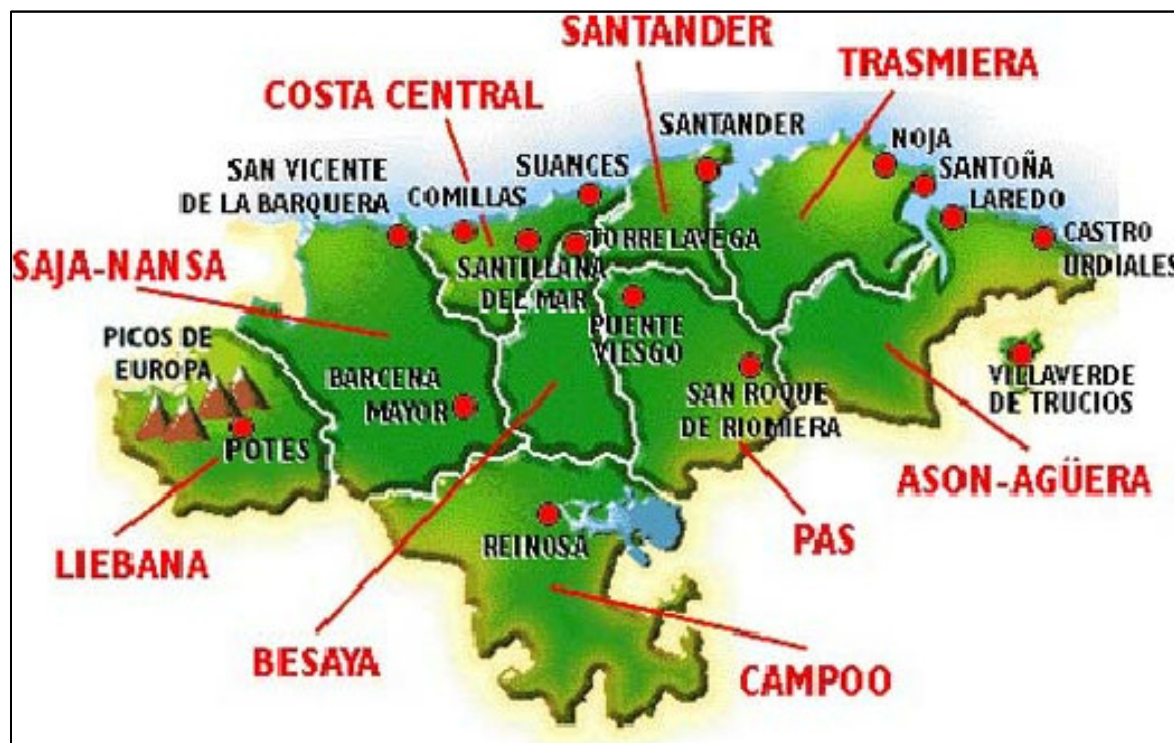 SANTANDER
TRASMIERA
COSTA CENTRAL
SANTANDER
NOJA
SAN VICENTE
DE LA BARQUERA
SUANCES
SANTOÑA
COMILLAS
LAREDO
TORRELAVEGA
CASTRO
URDIALES
SAJA-NANSA
SANTILLANA
DEL MAR
PICOS DE
EUROPA
PUENTE
VIESGO
BARCENA
MAYOR
SAN ROQUE
DE RIOMIERA
VILLAVERDE
DE TRUCIOS
POTES
ASON-AGÜERA
REINOSA
PAS
LIEBANA
BESAYA
CAMPOO